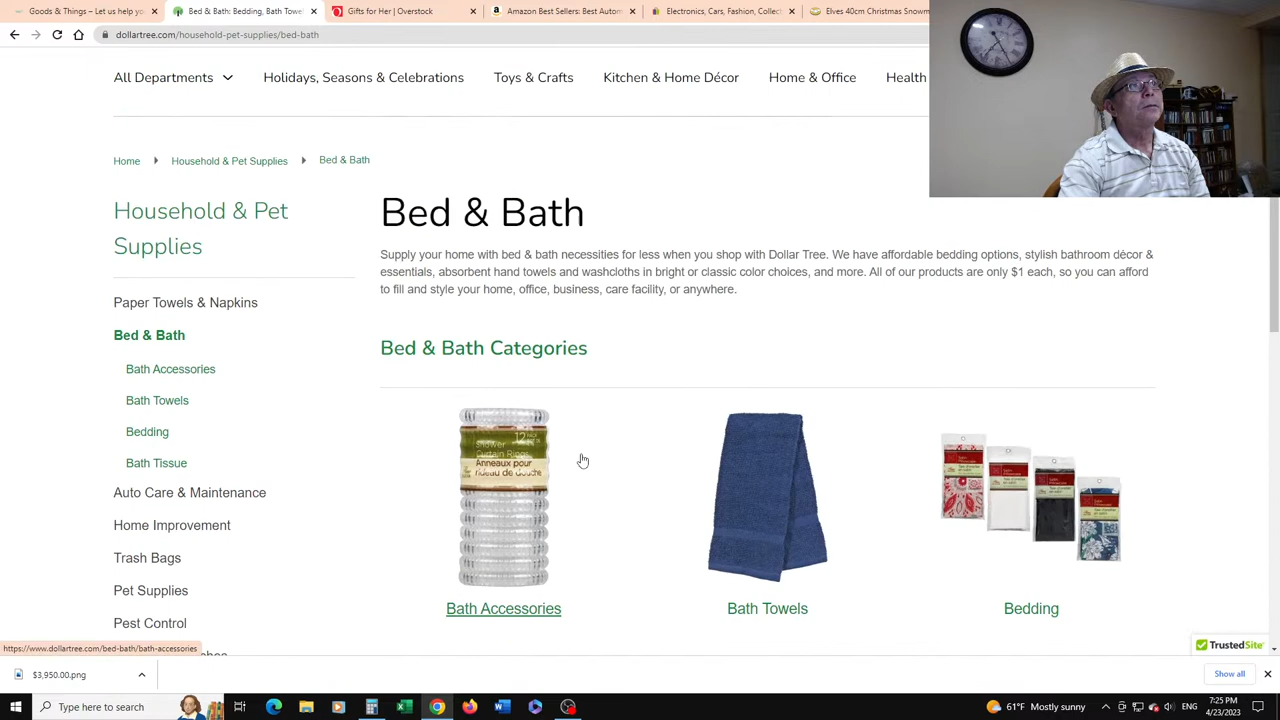 Goods & Things - Let's go to
Bed & Bath: Bath Towels
Gifts for Her | Overstock
Amazon Best Sellers: Best Autom
Electronics, Cars, Fashion, Collect
Elves 40cm Christmas Snowm
dollartree.com/household-pet-supplies/bed-bath
All Departments
Holidays, Seasons & Celebrations
Toys & Crafts
Kitchen & Home Décor
Home & Office
Health
Home
Household & Pet Supplies
Bed & Bath
Household & Pet
Supplies
Paper Towels & Napkins
Bed & Bath
Bath Accessories
Bath Towels
Bedding
Bath Tissue
Auto Care & Maintenance
Home Improvement
Trash Bags
Pet Supplies
Pest Control
Bed & Bath
Supply your home with bed & bath necessities for less when you shop with Dollar Tree. We have affordable bedding options, stylish bathroom décor &
essentials, absorbent hand towels and washcloths in bright or classic color choices, and more. All of our products are only $1 each, so you can afford
to fill and style your home, office, business, care facility, or anywhere.
Bed & Bath Categories
12
Shower
Curtain Rings
Anneaux pour
rideau de douche
Bath Accessories
Bath Towels
Bedding
https://www.dollartree.com/bed-bath/bath-accessories
TrustedSite
$3,950.00.png
Show all
Type here to search
61°F Mostly sunny
ENG
7:25 PM
4/23/2023